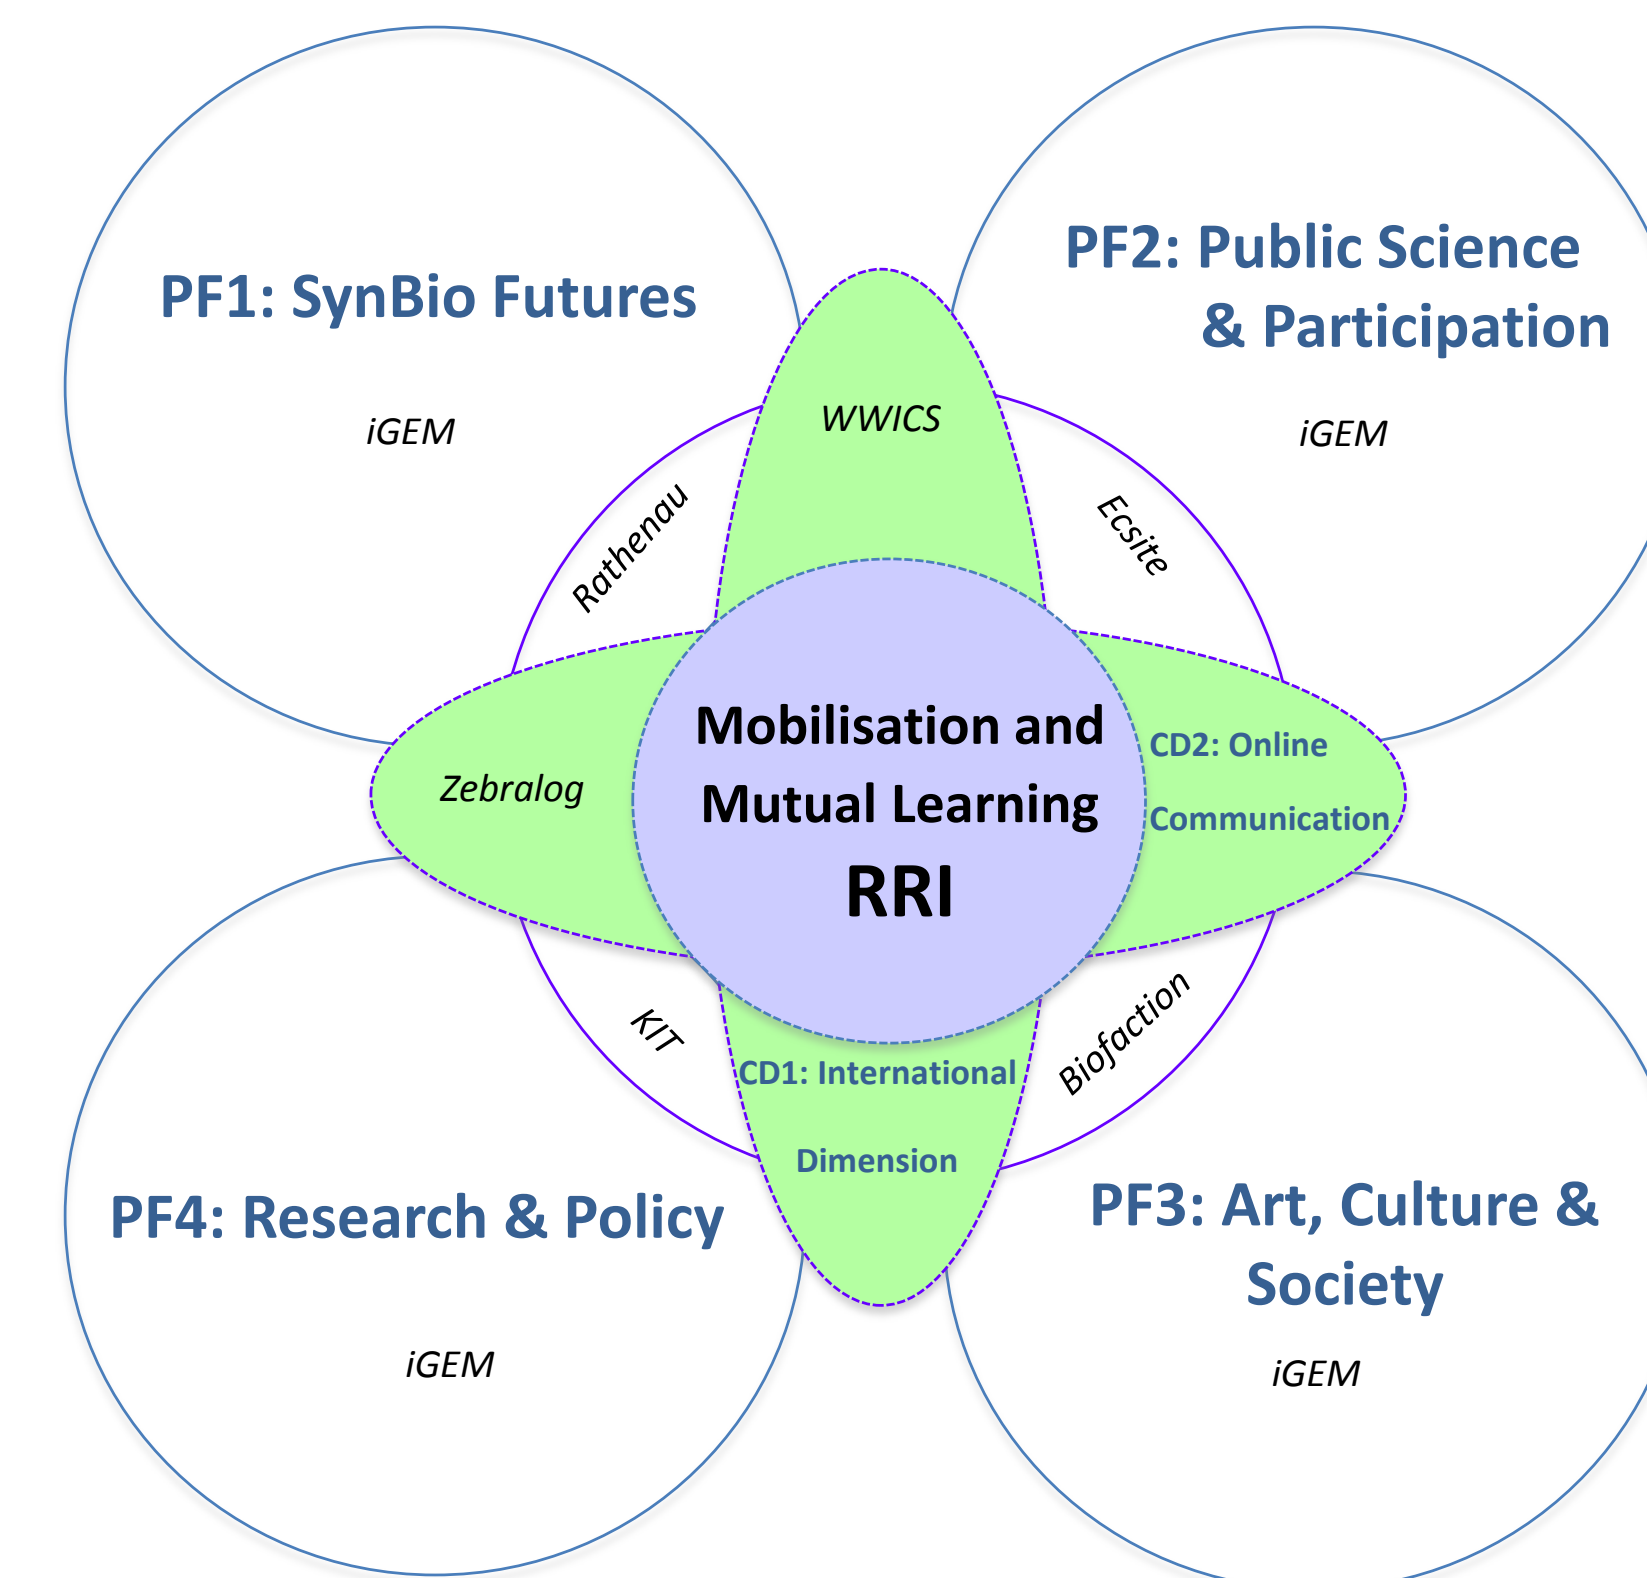 PF1: SynBio Futures
iGEM
PF2: Public Science
& Participation
iGEM
WWICS
Rathenau
Ecsite
Zebralog
Mobilisation and
Mutual Learning
RRI
CD2: Online
Communication
KIT
Biofaction
CD1: International
Dimension
PF4: Research & Policy
iGEM
PF3: Art, Culture &
Society
iGEM